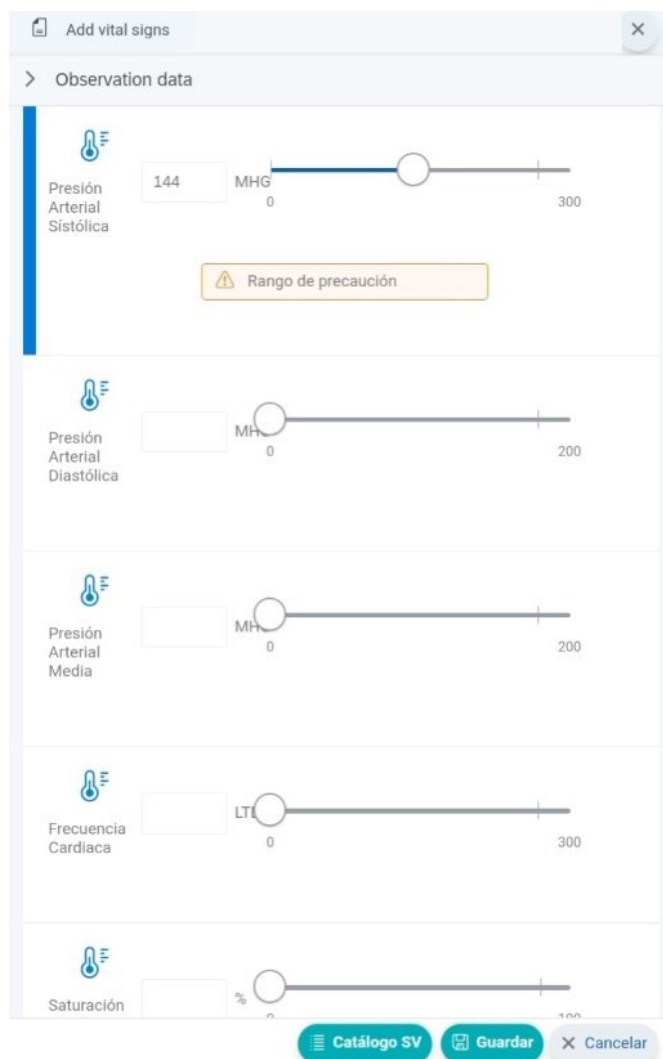 Add vital signs
Observation data
Presión
Arterial
Sístólica
144
MHG
0
300
Rango de precaución
Presión
Arterial
Diastólica
0
200
Presión
Arterial
Media
0
200
Frecuencia
Cardiaca
0
300
Saturación
%
Catálogo SV
Guardar
Cancelar